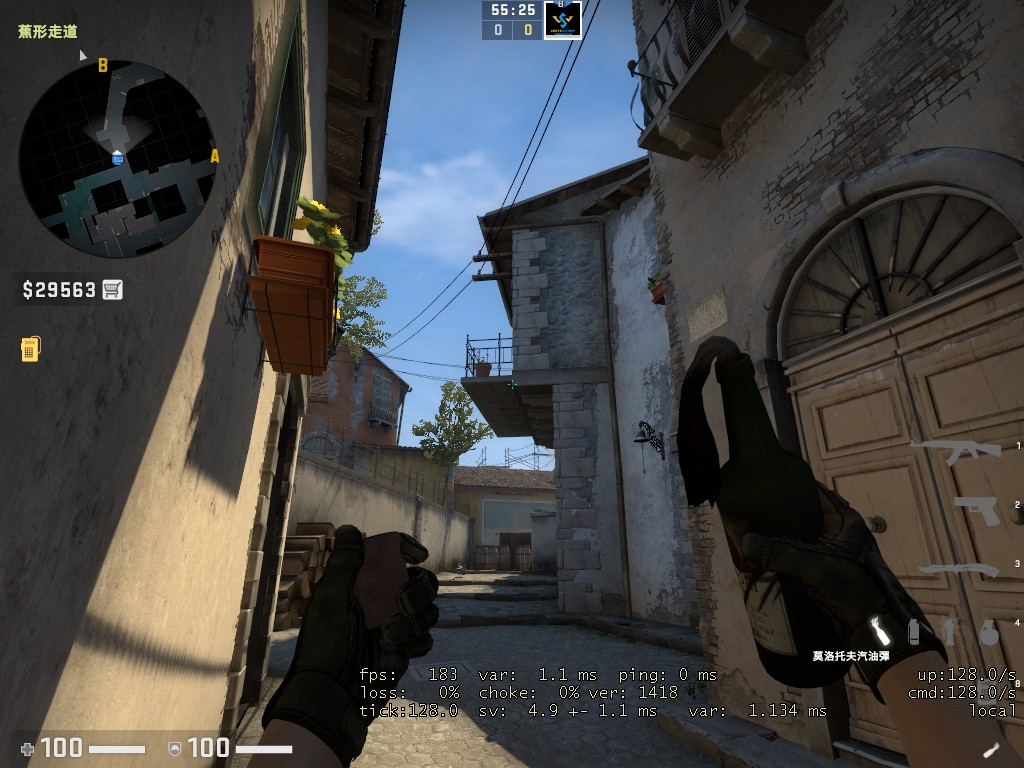 蕉形走道
B
A
55:25
0 0
B
$29563
1
2
3
4
莫洛托夫汽油彈
fps: 183 var: 1.1 ms ping: 0 ms
loss: 0% choke: 0% ver: 1418
tick:128.0 sv: 4.9 +- 1.1 ms var: 1.134 ms
up:128.0/s
cmd:128.0/s
local
100 100